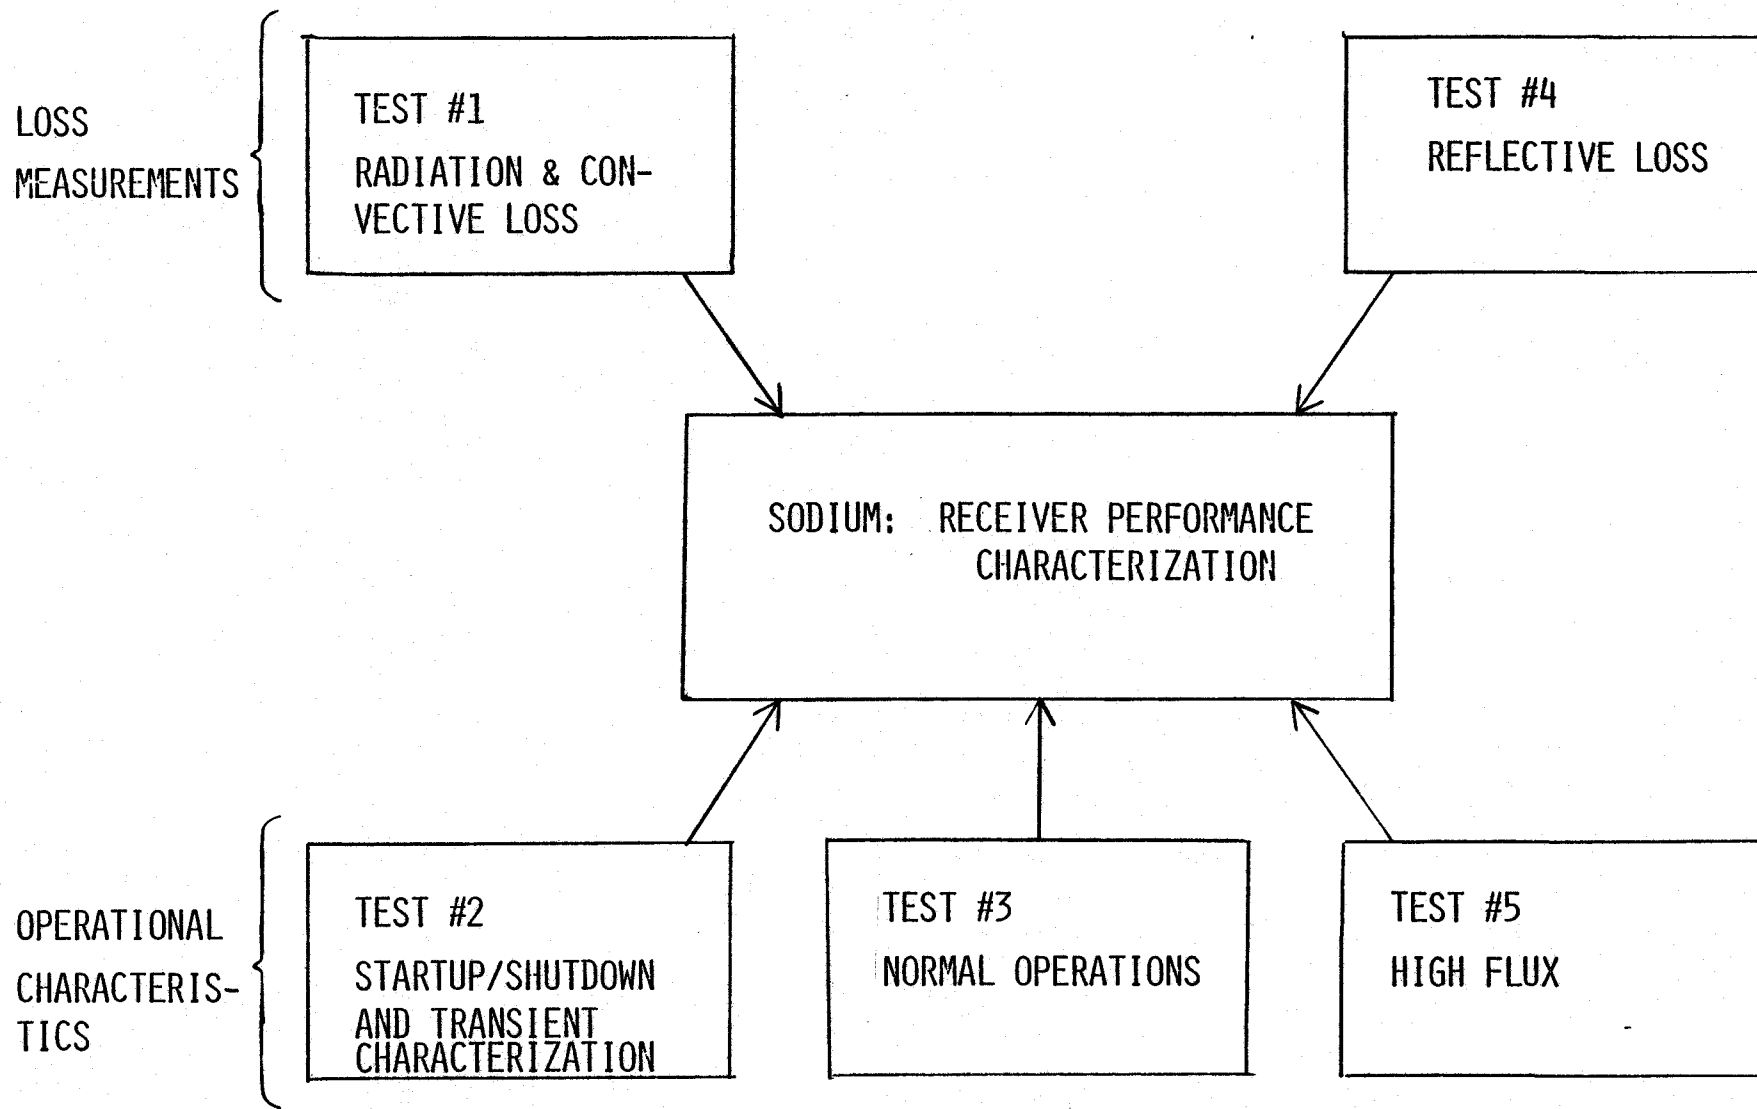 LOSS
MEASUREMENTS
TEST #1
RADIATION & CON-
VECTIVE LOSS
TEST #4
REFLECTIVE LOSS
SODIUM: RECEIVER PERFORMANCE
CHARACTERIZATION
OPERATIONAL
CHARACTERIS-
TICS
TEST #2
STARTUP/SHUTDOWN
AND TRANSIENT
CHARACTERIZATION
TEST #3
NORMAL OPERATIONS
TEST #5
HIGH FLUX